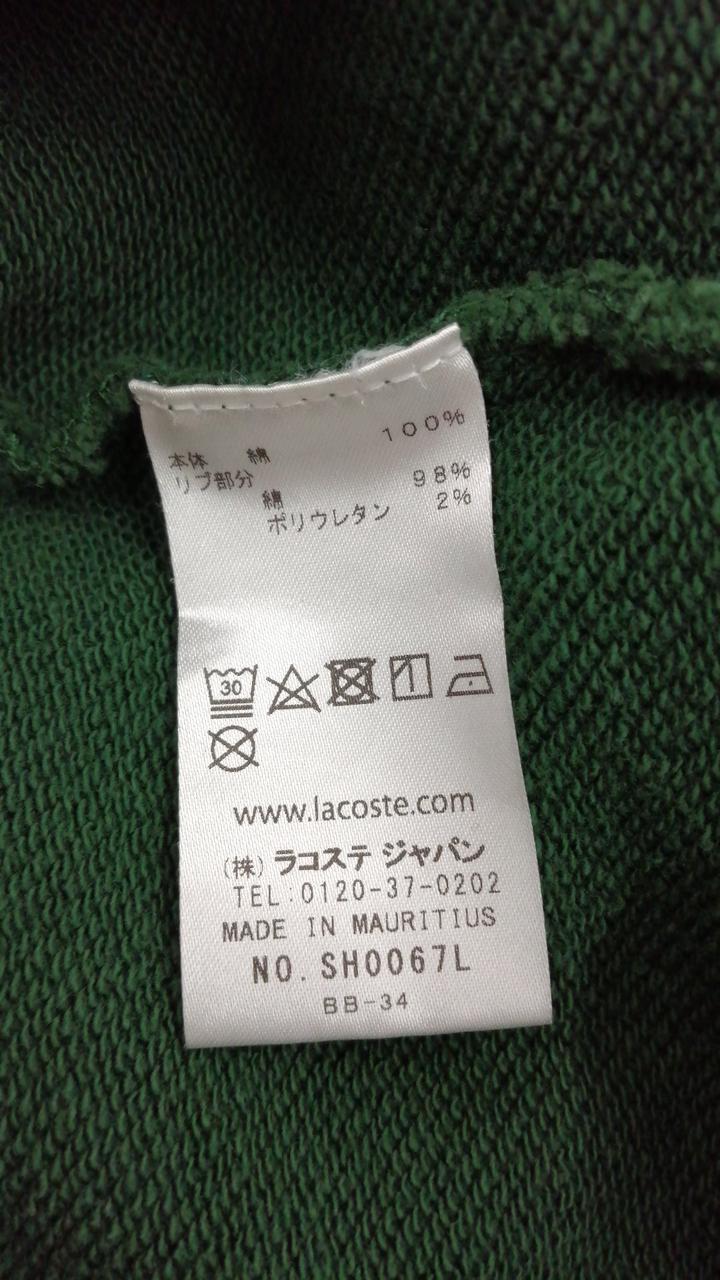 本体 綿 100%
リブ部分
綿 98%
ポリウレタン 2%
30
www.lacoste.com
(株) ラコステ ジャパン
TEL:0120-37-0202
MADE IN MAURITIUS
NO. SH0067L
BB-34